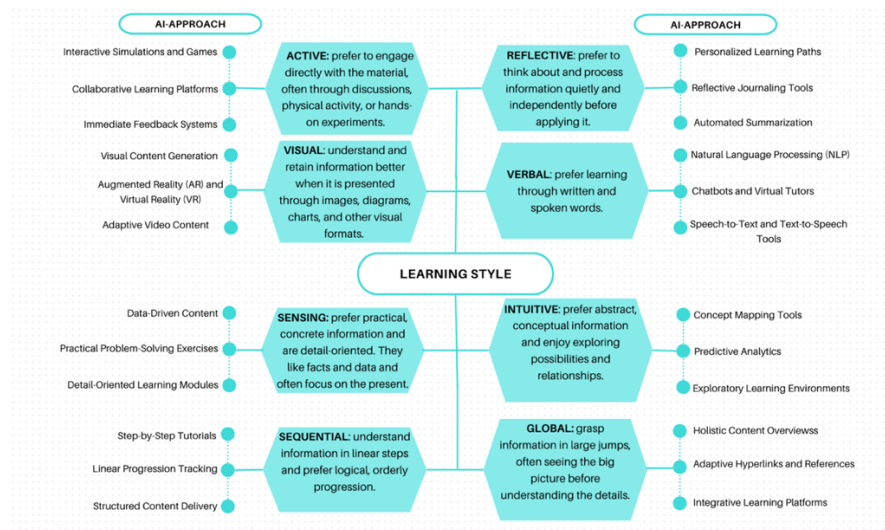 AI-APPROACH
Interactive Simulations and Games
Collaborative Learning Platforms
Immediate Feedback Systems
ACTIVE: prefer to engage
directly with the material,
often through discussions,
physical activity, or hands-
on experiments.
AI-APPROACH
REFLECTIVE: prefer to
think about and process
information quietly and
independently before
applying it.
Personalized Learning Paths
Reflective Journaling Tools
Automated Summarization
Visual Content Generation
Augmented Reality (AR) and
Virtual Reality (VR)
Adaptive Video Content
VISUAL: understand and
retain information better
when it is presented
through images, diagrams,
charts, and other visual
formats.
VERBAL: prefer learning
through written and
spoken words.
Natural Language Processing (NLP)
Chatbots and Virtual Tutors
Speech-to-Text and Text-to-Speech
Tools
LEARNING STYLE
Data-Driven Content
Practical Problem-Solving Exercises
Detail-Oriented Learning Modules
SENSING: prefer practical,
concrete information and
are detail-oriented. They
like facts and data and
often focus on the present.
INTUITIVE: prefer abstract,
conceptual information
and enjoy exploring
possibilities and
relationships.
Concept Mapping Tools
Predictive Analytics
Exploratory Learning Environments
Step-by-Step Tutorials
Linear Progression Tracking
Structured Content Delivery
SEQUENTIAL: understand
information in linear steps
and prefer logical, orderly
progression.
GLOBAL: grasp
information in large jumps,
often seeing the big
picture before
understanding the details.
Holistic Content Overviewss
Adaptive Hyperlinks and References
Integrative Learning Platforms